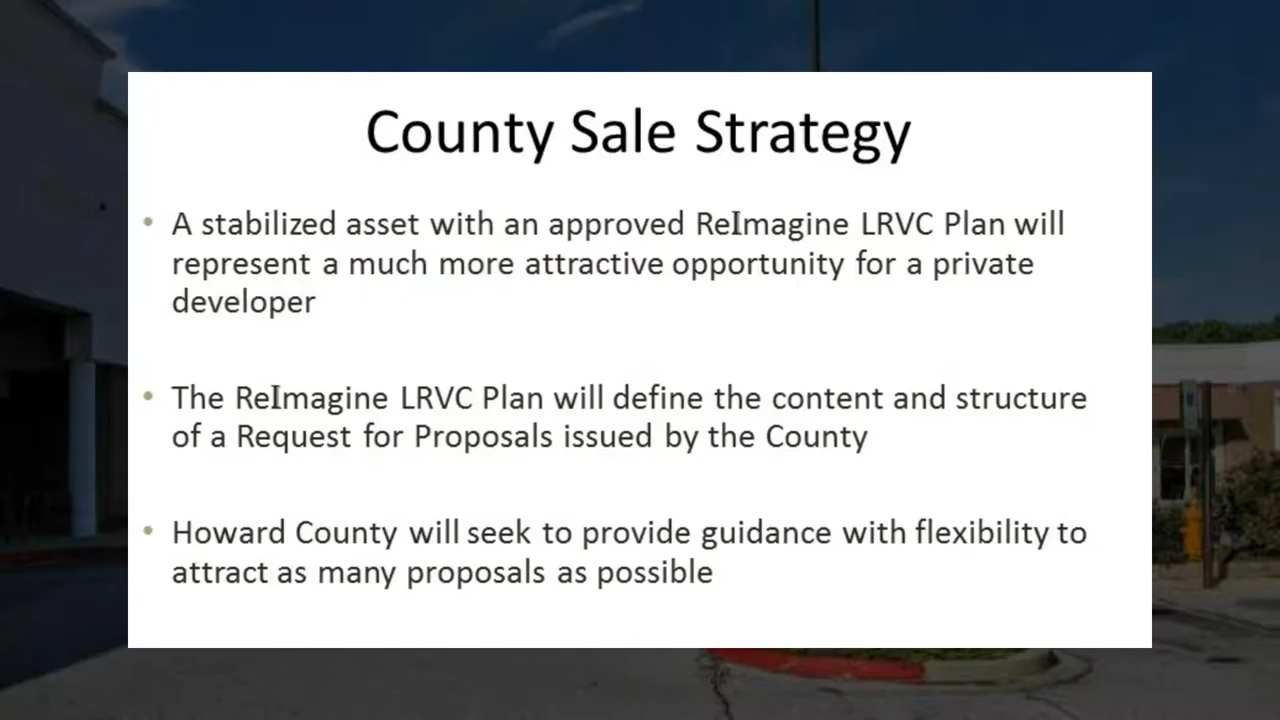 County Sale Strategy
• A stabilized asset with an approved ReImagine LRVC Plan will
represent a much more attractive opportunity for a private
developer
• The ReImagine LRVC Plan will define the content and structure
of a Request for Proposals issued by the County
• Howard County will seek to provide guidance with flexibility to
attract as many proposals as possible